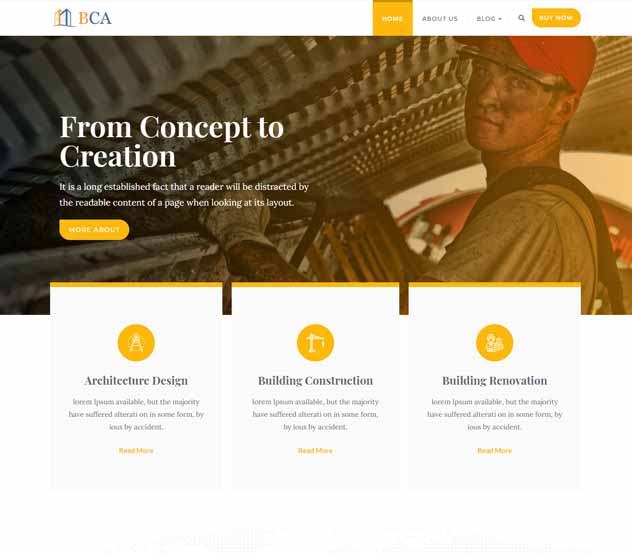 BCA
HOME
ABOUT US
BLOG
BUY NOW
From Concept to
Creation
It is a long established fact that a reader will be distracted by
the readable content of a page when looking at its layout.
MORE ABOUT
Architecture Design
lorem Ipsum available, but the majority
have suffered alterati on in some form, by
ious by accident.
Read More
Building Construction
lorem Ipsum available, but the majority
have suffered alterati on in some form,
by ious by accident.
Read More
Building Renovation
lorem Ipsum available, but the majority
have suffered alterati on in some form, by
ious by accident.
Read More